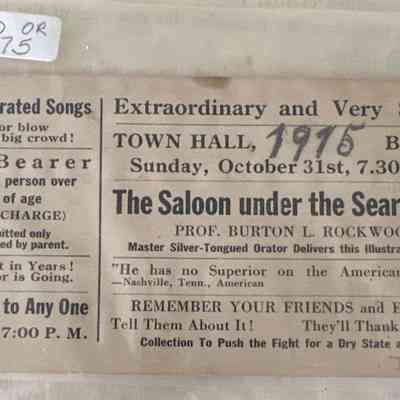 D OR
75
rated Songs
or blow
big crowd!
Bearer
person over
of age
CHARGE)
mitted only
ed by parent.
t in Years!
or is Going.
to Any One
7:00 P. M.
Extraordinary and Very
TOWN HALL, 1915 B
Sunday, October 31st, 7.30
The Saloon under the Sear
PROF. BURTON L. ROCKWOO
Master Silver-Tongued Orator Delivers this Illustra
"He has no Superior on the American
—Nashville, Tenn., American
REMEMBER YOUR FRIENDS and
Tell Them About It! They'll Thank
Collection To Push the Fight for a Dry State a